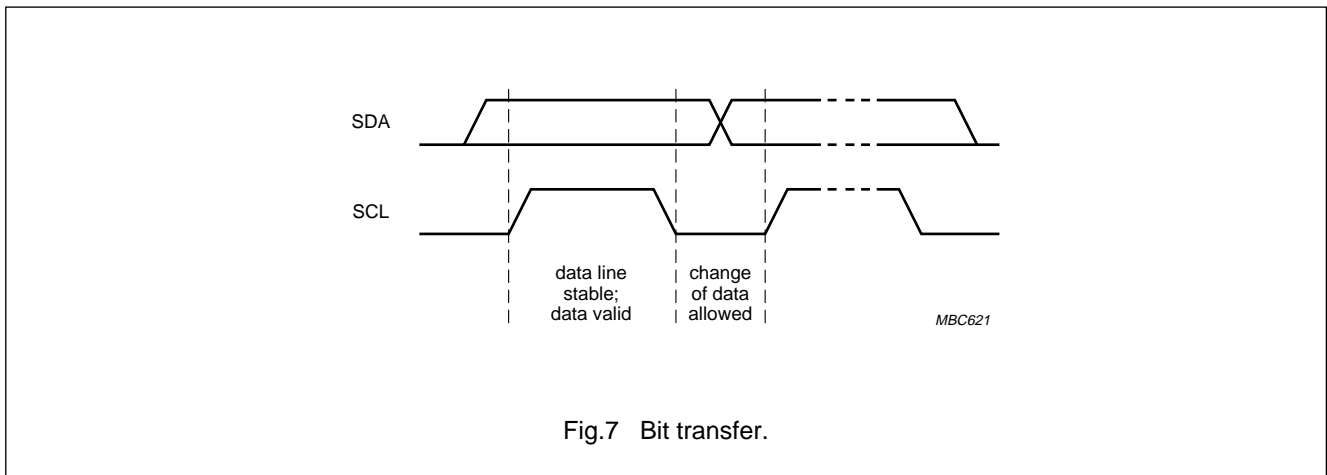 SDA
SCL
data line
stable;
data valid
change
of data
allowed
MBC621
Fig.7 Bit transfer.